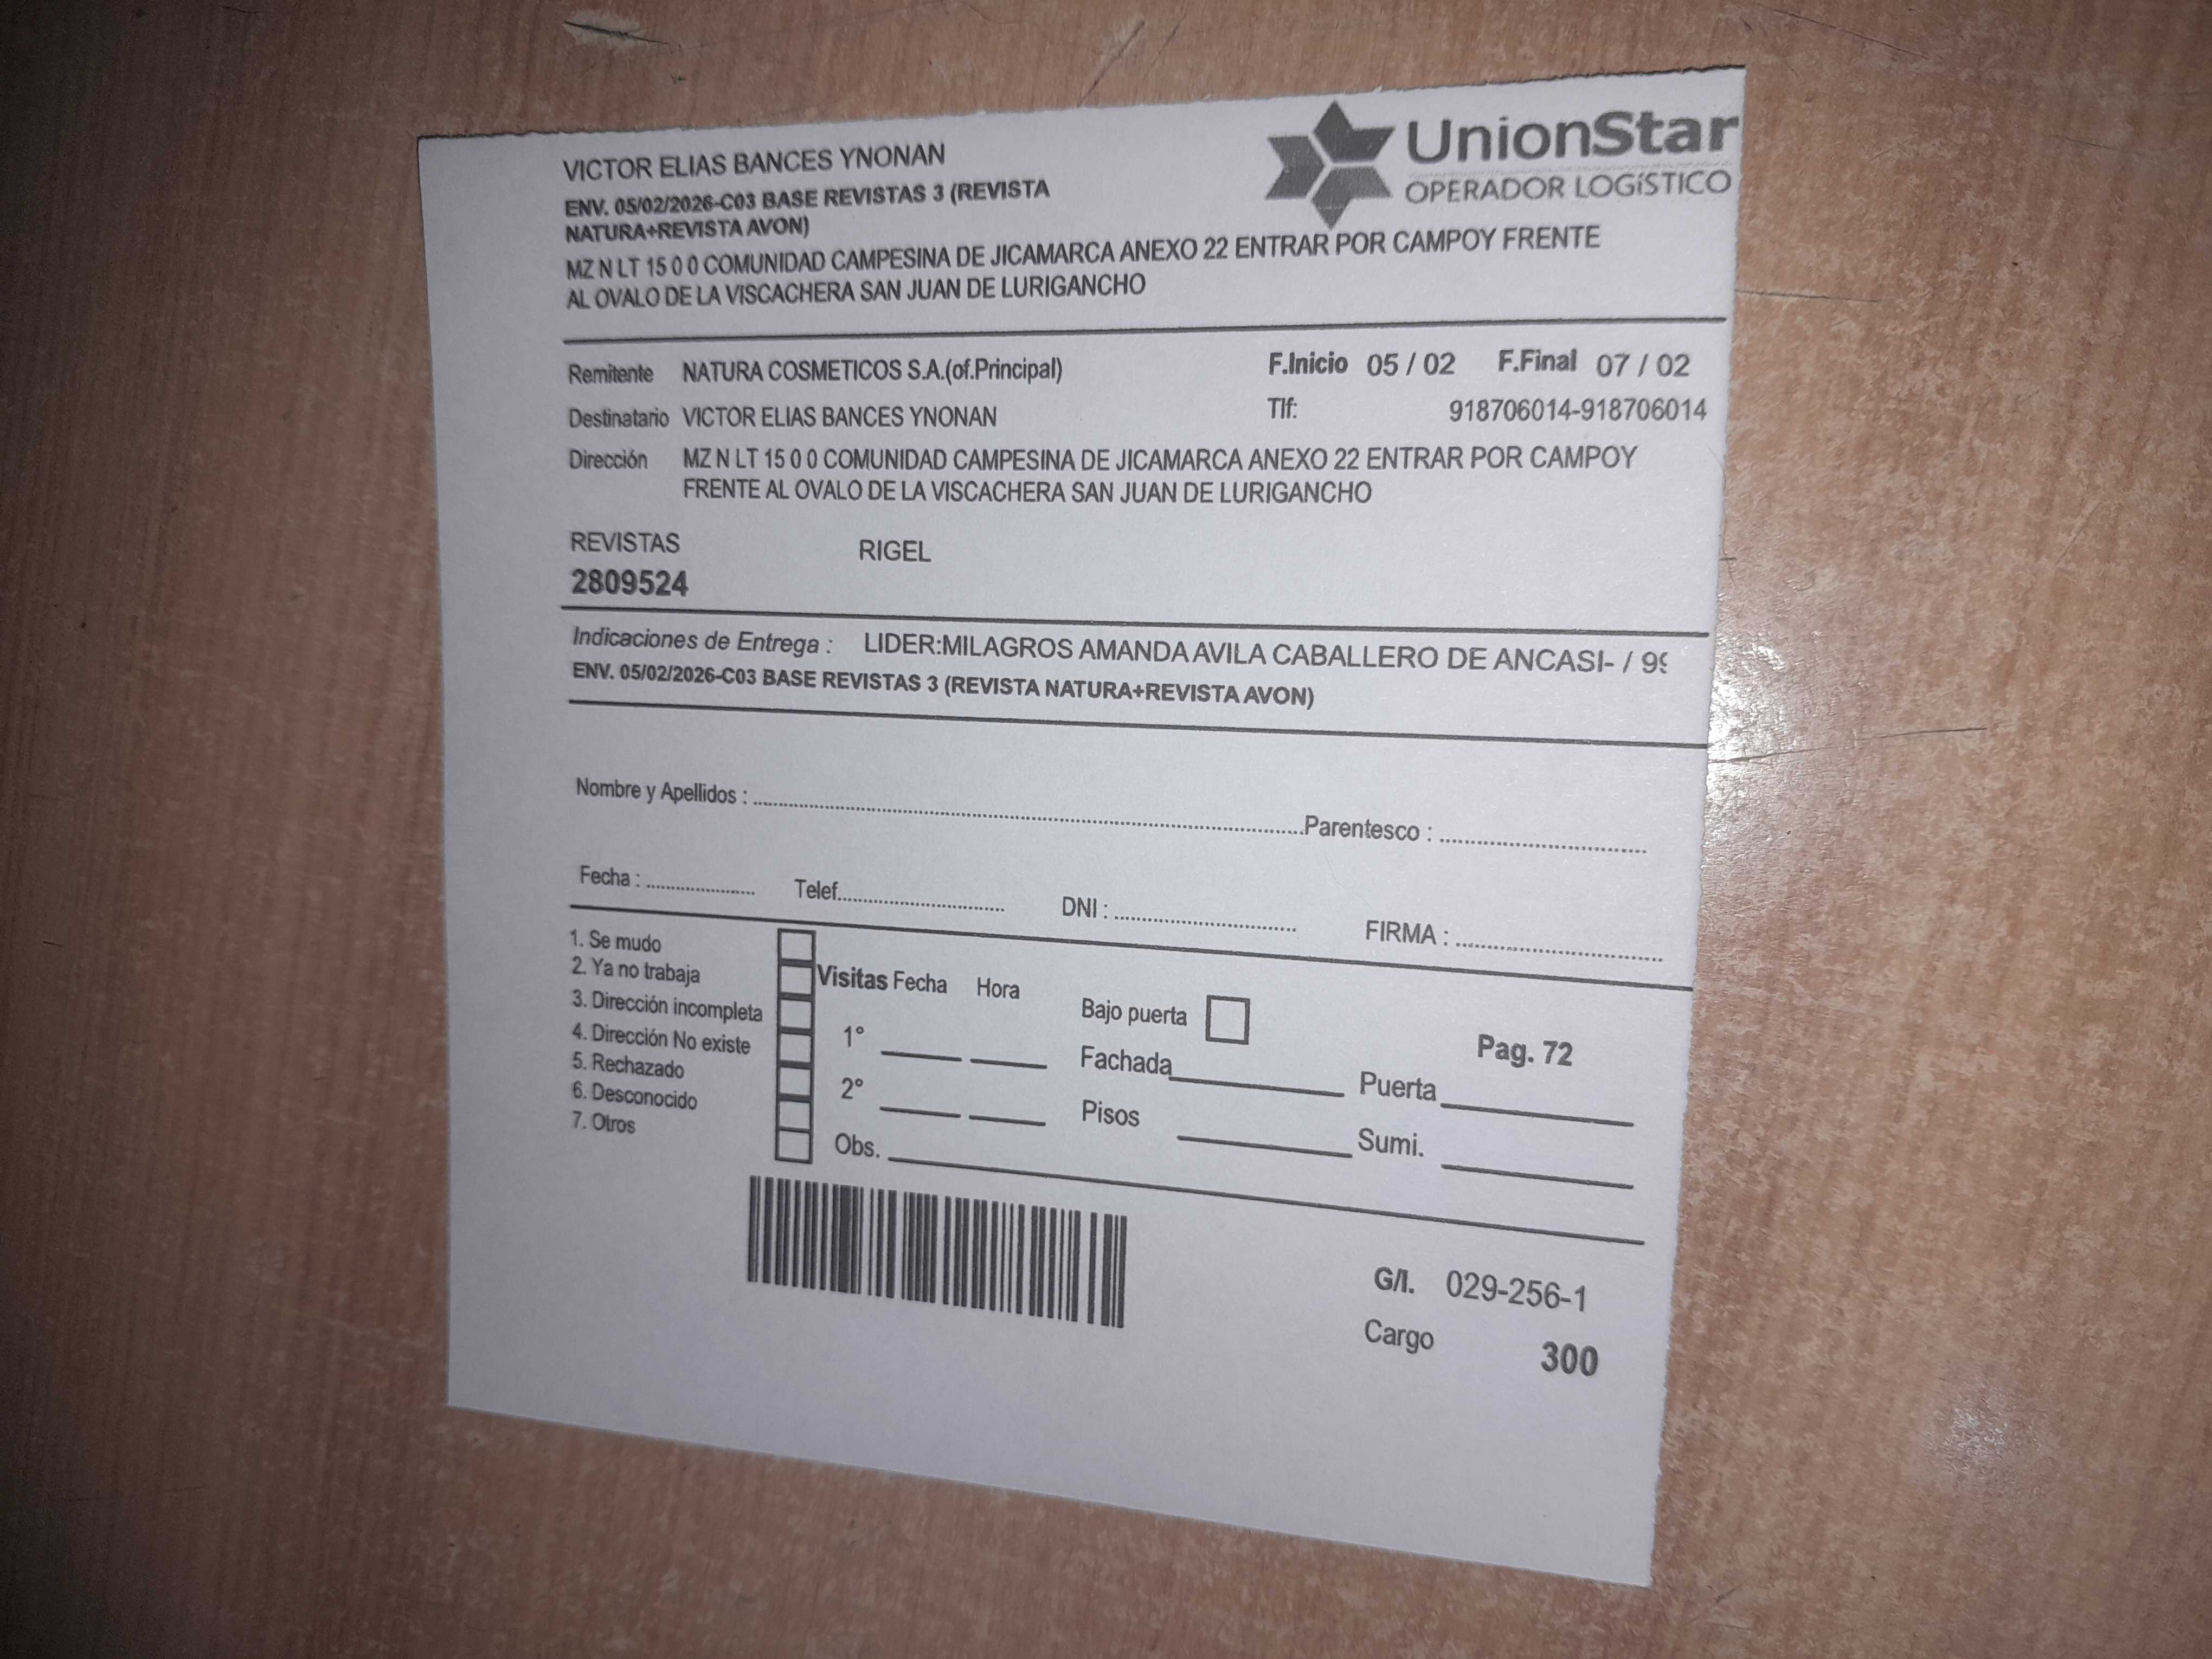 VICTOR ELIAS BANCES YNONAN
UnionStar
OPERADOR LOGíSTICO
ENV. 05/02/2026-C03 BASE REVISTAS 3 (REVISTA
NATURA+REVISTA AVON)
MZ N LT 15 0 0 COMUNIDAD CAMPESINA DE JICAMARCA ANEXO 22 ENTRAR POR CAMPOY FRENTE
AL OVALO DE LA VISCACHERA SAN JUAN DE LURIGANCHO
Remitente NATURA COSMETICOS S.A.(of.Principal) F.Inicio 05 / 02 F.Final 07 / 02
Destinatario VICTOR ELIAS BANCES YNONAN Tlf: 918706014-918706014
Dirección MZ N LT 15 0 0 COMUNIDAD CAMPESINA DE JICAMARCA ANEXO 22 ENTRAR POR CAMPOY
FRENTE AL OVALO DE LA VISCACHERA SAN JUAN DE LURIGANCHO
REVISTAS RIGEL
2809524
Indicaciones de Entrega : LIDER:MILAGROS AMANDA AVILA CABALLERO DE ANCASI- / 99
ENV. 05/02/2026-C03 BASE REVISTAS 3 (REVISTA NATURA+REVISTA AVON)
Nombre y Apellidos : Parentesco :
Fecha : Telef. DNI : FIRMA :
1. Se mudo
2. Ya no trabaja Visitas Fecha Hora
3. Dirección incompleta Bajo puerta
4. Dirección No existe 1° Fachada Pag. 72
5. Rechazado Puerta
6. Desconocido 2° Pisos
7. Otros Obs. Sumi.
G/I. 029-256-1
Cargo 300